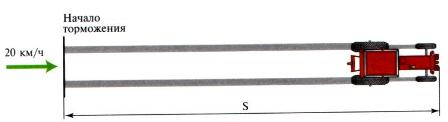 Начало
торможения
20 км/ч
S